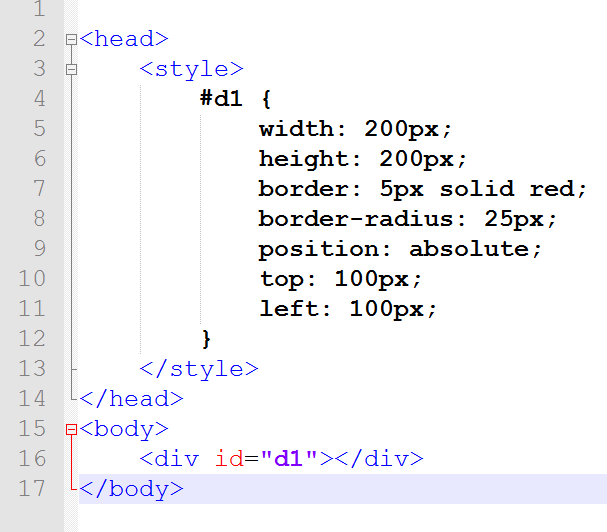 1
2 <head>
3 <style>
4 #d1 {
5 width: 200px;
6 height: 200px;
7 border: 5px solid red;
8 border-radius: 25px;
9 position: absolute;
10 top: 100px;
11 left: 100px;
12 }
13 </style>
14 </head>
15 <body>
16 <div id="d1"></div>
17 </body>